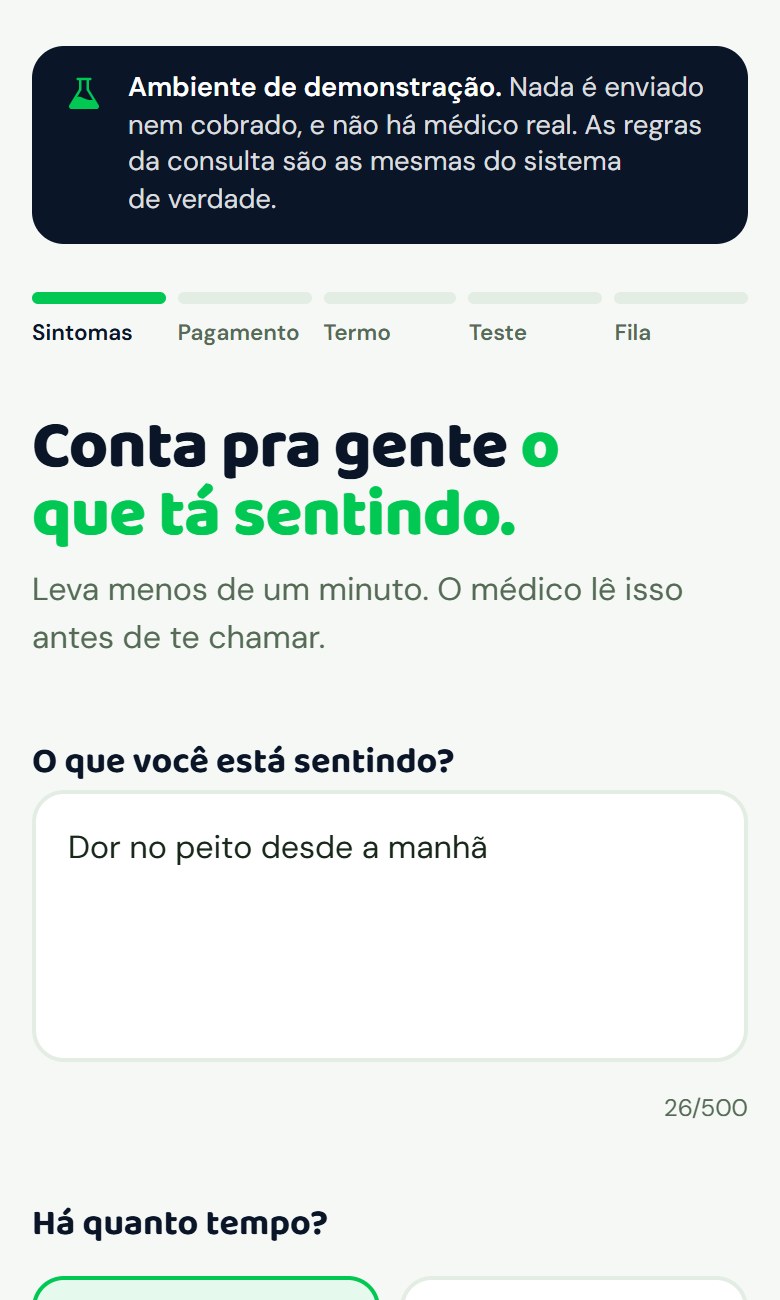 Ambiente de demonstração. Nada é enviado
nem cobrado, e não há médico real. As regras
da consulta são as mesmas do sistema
de verdade.
Sintomas
Pagamento
Termo
Teste
Fila
Conta pra gente o
que tá sentindo.
Leva menos de um minuto. O médico lê isso
antes de te chamar.
O que você está sentindo?
Dor no peito desde a manhã
26/500
Há quanto tempo?